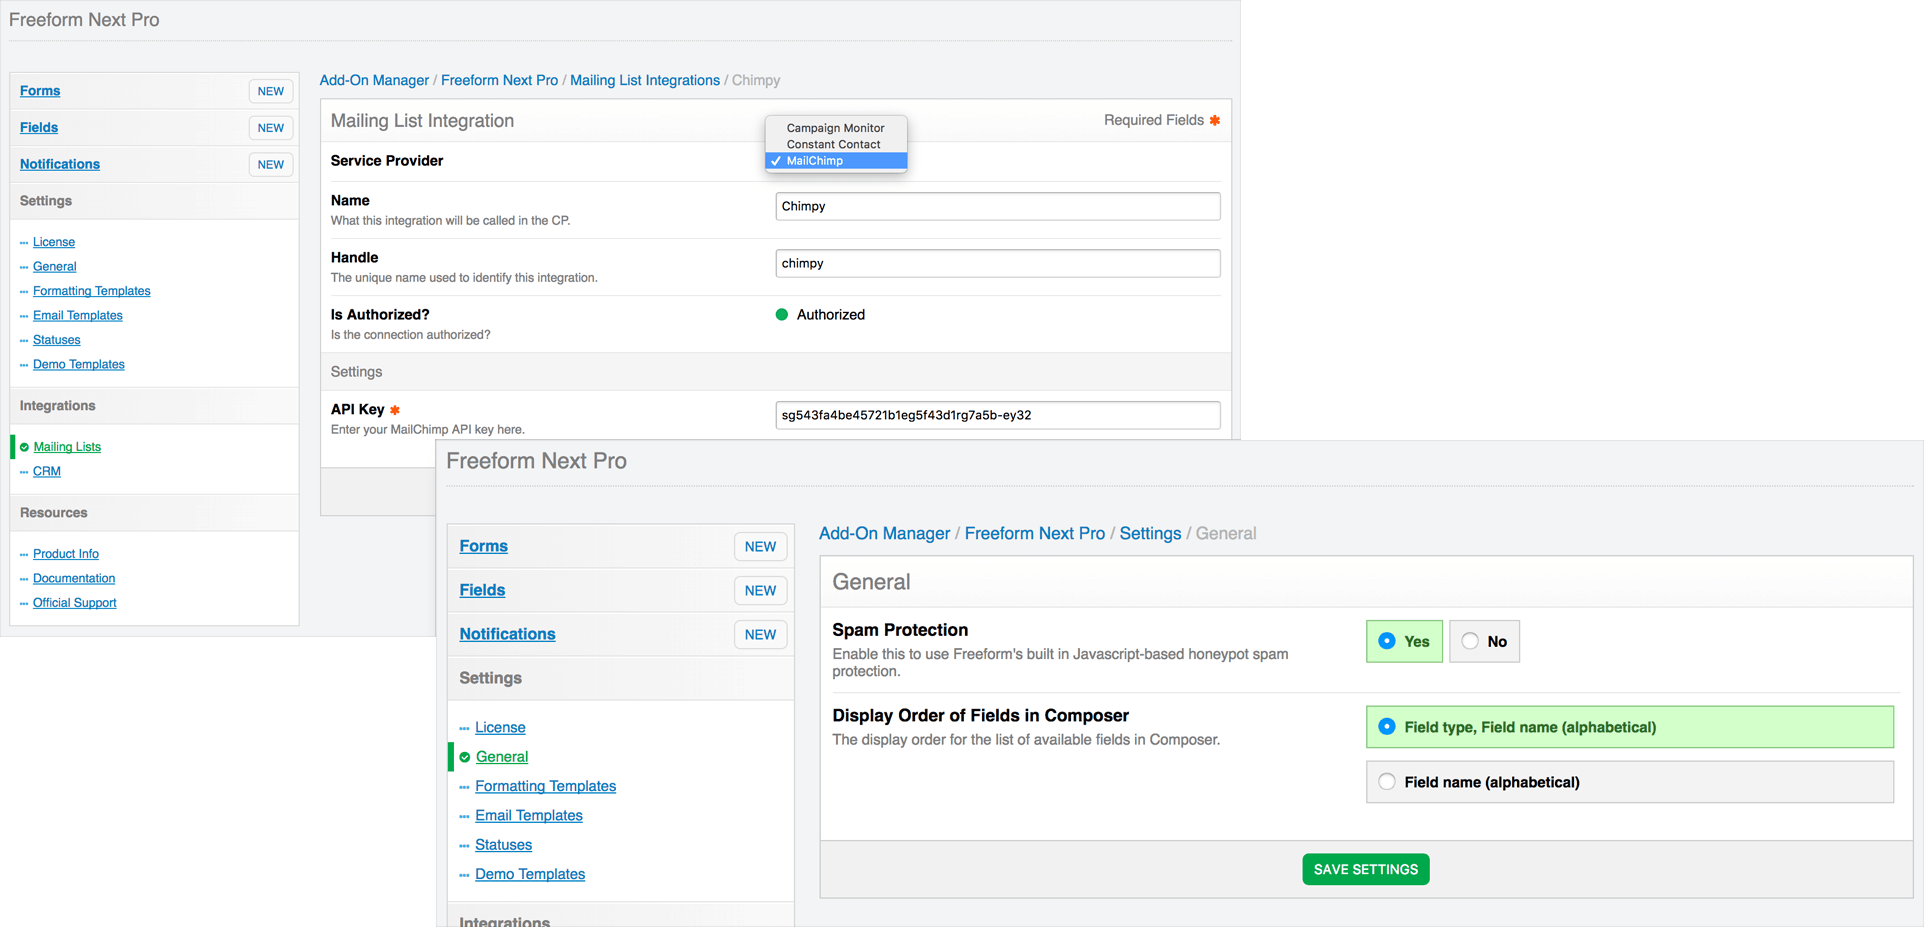 Freeform Next Pro
Forms NEW
Fields NEW
Notifications NEW
Settings
License
General
Formatting Templates
Email Templates
Statuses
Demo Templates
Integrations
Mailing Lists
CRM
Resources
Product Info
Documentation
Official Support
Add-On Manager / Freeform Next Pro / Mailing List Integrations / Chimpy
Mailing List Integration
Required Fields *
Service Provider
Campaign Monitor
Constant Contact
✓ MailChimp
Name
What this integration will be called in the CP.
Chimpy
Handle
The unique name used to identify this integration.
chimpy
Is Authorized?
Is the connection authorized?
Authorized
Settings
API Key *
Enter your MailChimp API key here.
sg543fa4be45721b1eg5f43d1rg7a5b-ey32
Freeform Next Pro
Forms NEW
Fields NEW
Notifications NEW
Settings
License
General
Formatting Templates
Email Templates
Statuses
Demo Templates
Integrations
Add-On Manager / Freeform Next Pro / Settings / General
General
Spam Protection
Enable this to use Freeform's built in Javascript-based honeypot spam
protection.
Yes No
Display Order of Fields in Composer
The display order for the list of available fields in Composer.
Field type, Field name (alphabetical)
Field name (alphabetical)
SAVE SETTINGS